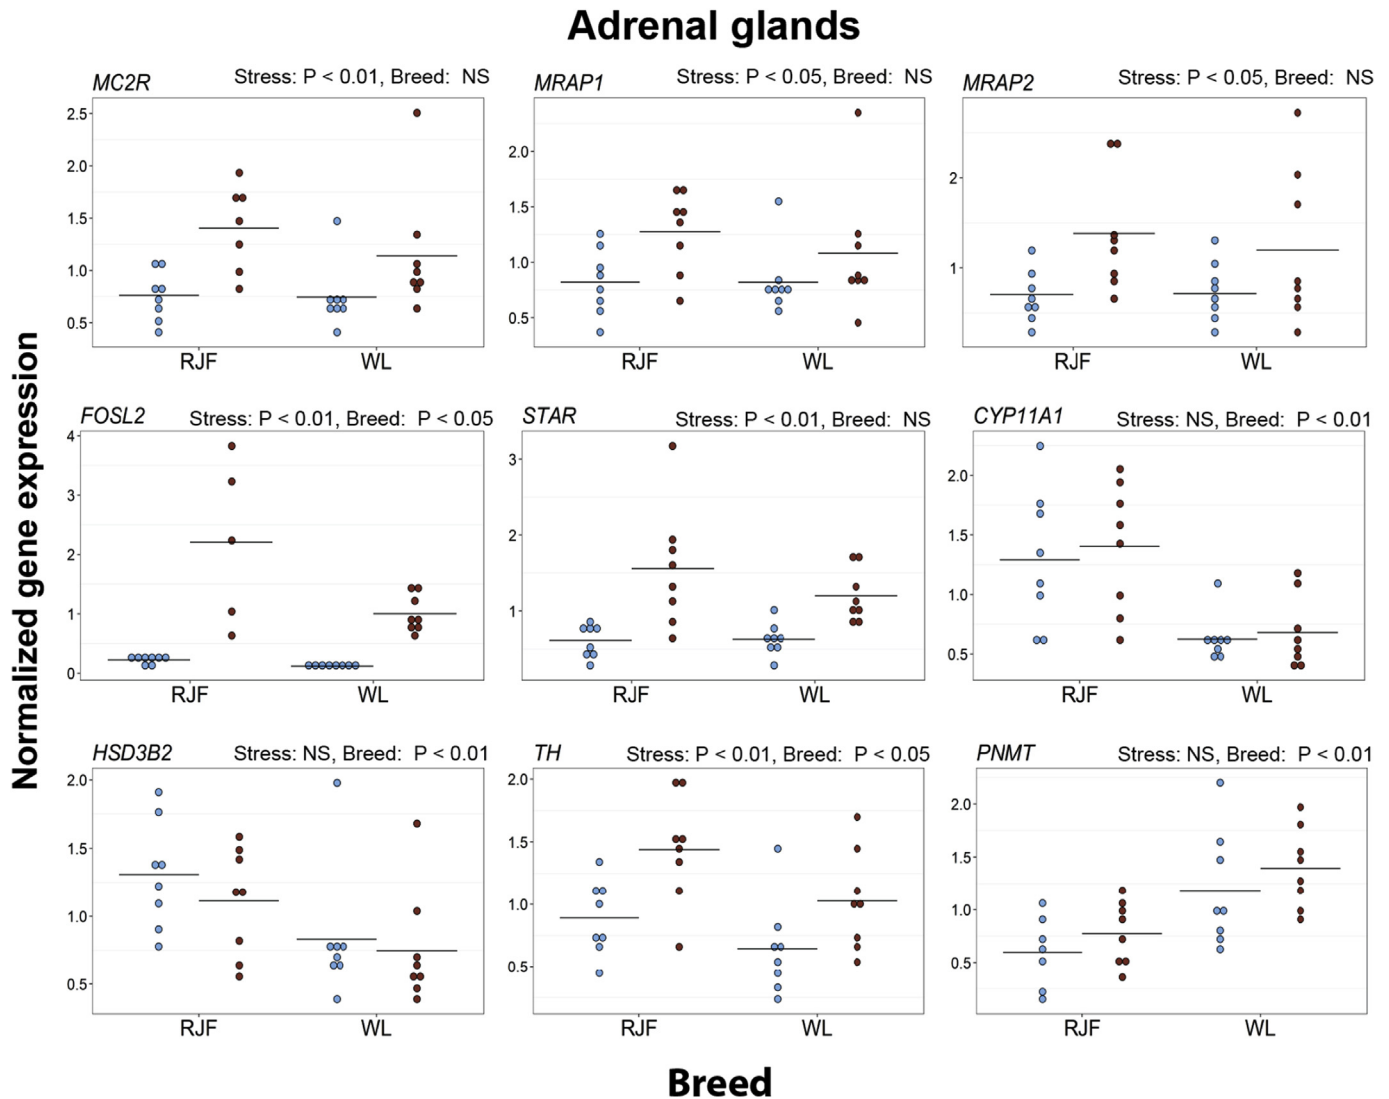 Adrenal glands
MC2R Stress: P < 0.01, Breed: NS
MRAP1 Stress: P < 0.05, Breed: NS
MRAP2 Stress: P < 0.05, Breed: NS
2.5
2.0
1.5
1.0
0.5
RJF WL
2.0
1.5
1.0
0.5
RJF WL
2
1
RJF WL
Normalized gene expression
FOSL2 Stress: P < 0.01, Breed: P < 0.05
STAR Stress: P < 0.01, Breed: NS
CYP11A1 Stress: NS, Breed: P < 0.01
4
3
2
1
0
RJF WL
3
2
1
RJF WL
2.0
1.5
1.0
0.5
RJF WL
HSD3B2 Stress: NS, Breed: P < 0.01
TH Stress: P < 0.01, Breed: P < 0.05
PNMT Stress: NS, Breed: P < 0.01
2.0
1.5
1.0
0.5
RJF WL
2.0
1.5
1.0
0.5
RJF WL
2.0
1.5
1.0
0.5
RJF WL
Breed